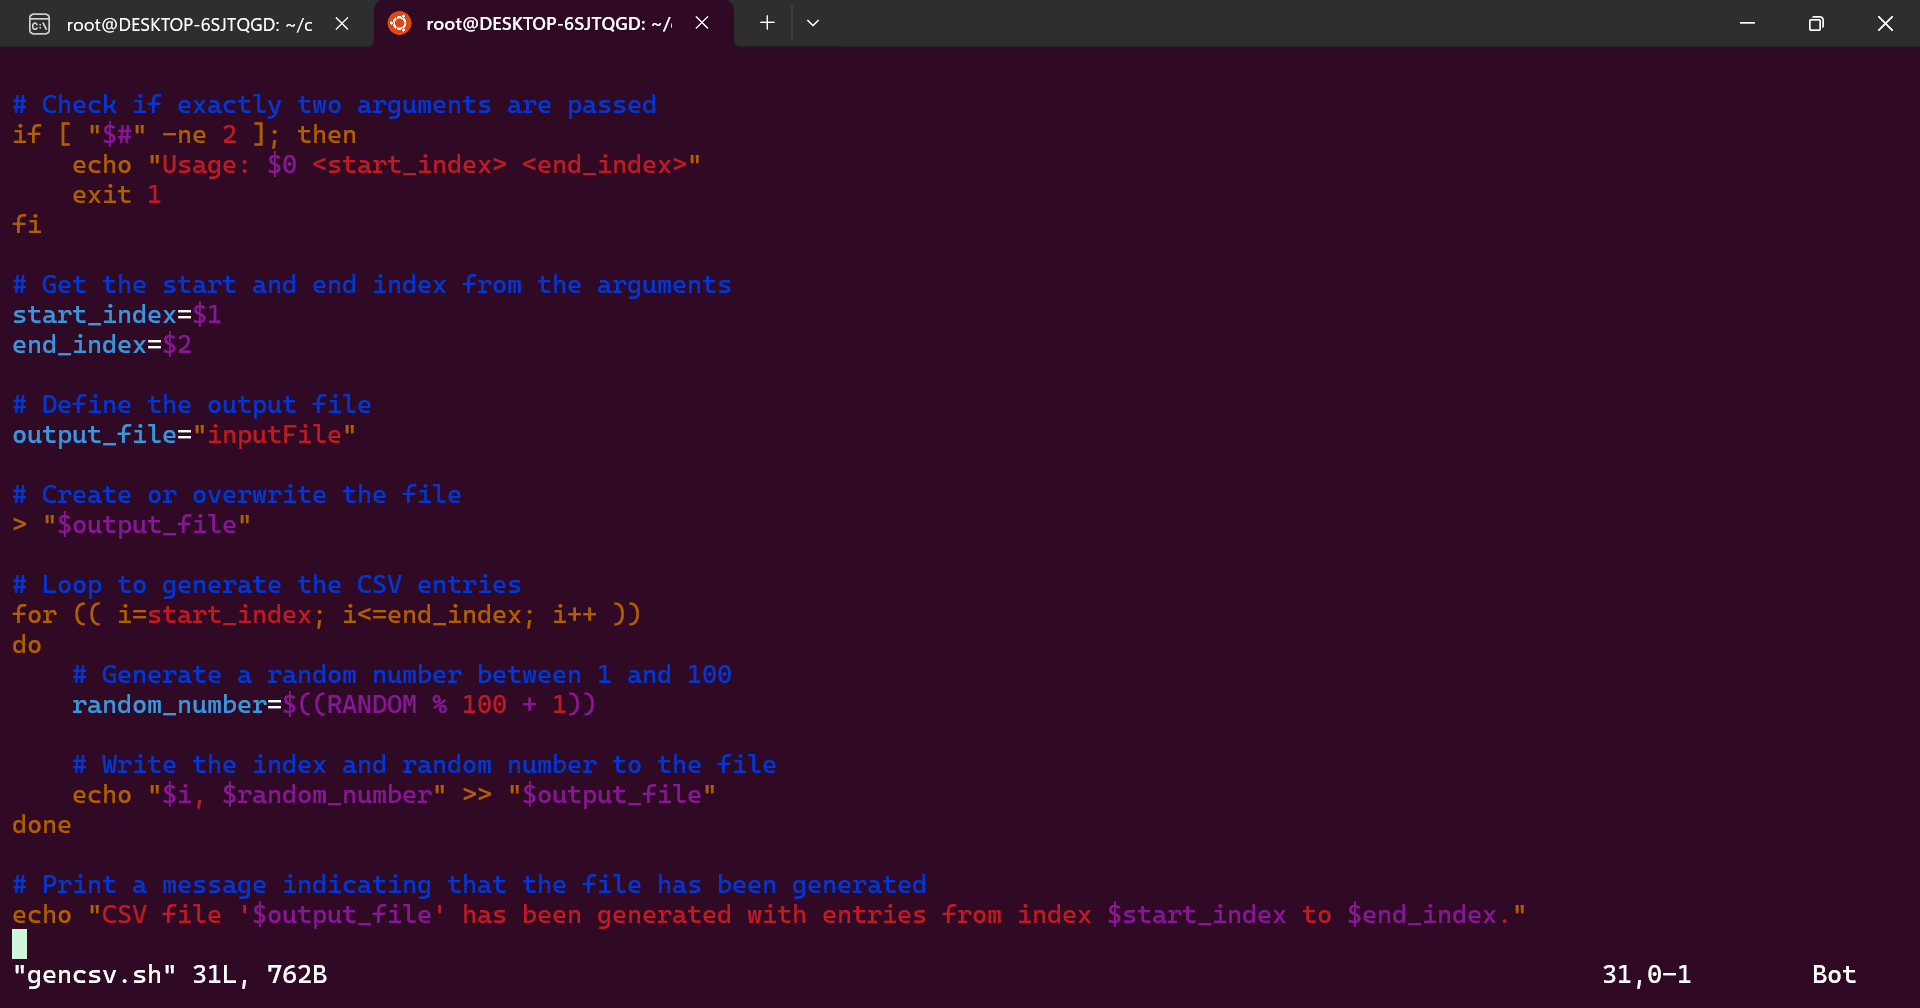 root@DESKTOP-6SJTQGD: ~/c
root@DESKTOP-6SJTQGD: ~/
# Check if exactly two arguments are passed
if [ "$#" -ne 2 ]; then
    echo "Usage: $0 <start_index> <end_index>"
    exit 1
fi
# Get the start and end index from the arguments
start_index=$1
end_index=$2
# Define the output file
output_file="inputFile"
# Create or overwrite the file
> "$output_file"
# Loop to generate the CSV entries
for (( i=start_index; i<=end_index; i++ ))
do
    # Generate a random number between 1 and 100
    random_number=$((RANDOM % 100 + 1))
    # Write the index and random number to the file
    echo "$i, $random_number" >> "$output_file"
done
# Print a message indicating that the file has been generated
echo "CSV file '$output_file' has been generated with entries from index $start_index to $end_index."
"gencsv.sh" 31L, 762B 31,0-1 Bot